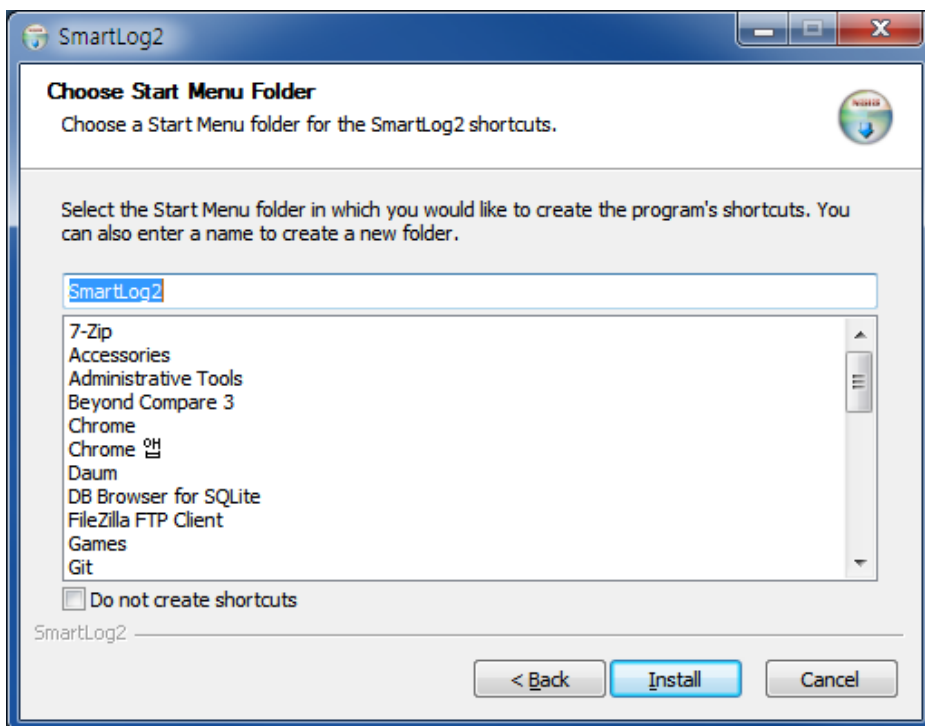 SmartLog2
Choose Start Menu Folder
Choose a Start Menu folder for the SmartLog2 shortcuts.
Select the Start Menu folder in which you would like to create the program's shortcuts. You
can also enter a name to create a new folder.
SmartLog2
7-Zip
Accessories
Administrative Tools
Beyond Compare 3
Chrome
Chrome 앱
Daum
DB Browser for SQLite
FileZilla FTP Client
Games
Git
Do not create shortcuts
SmartLog2
< Back
Install
Cancel